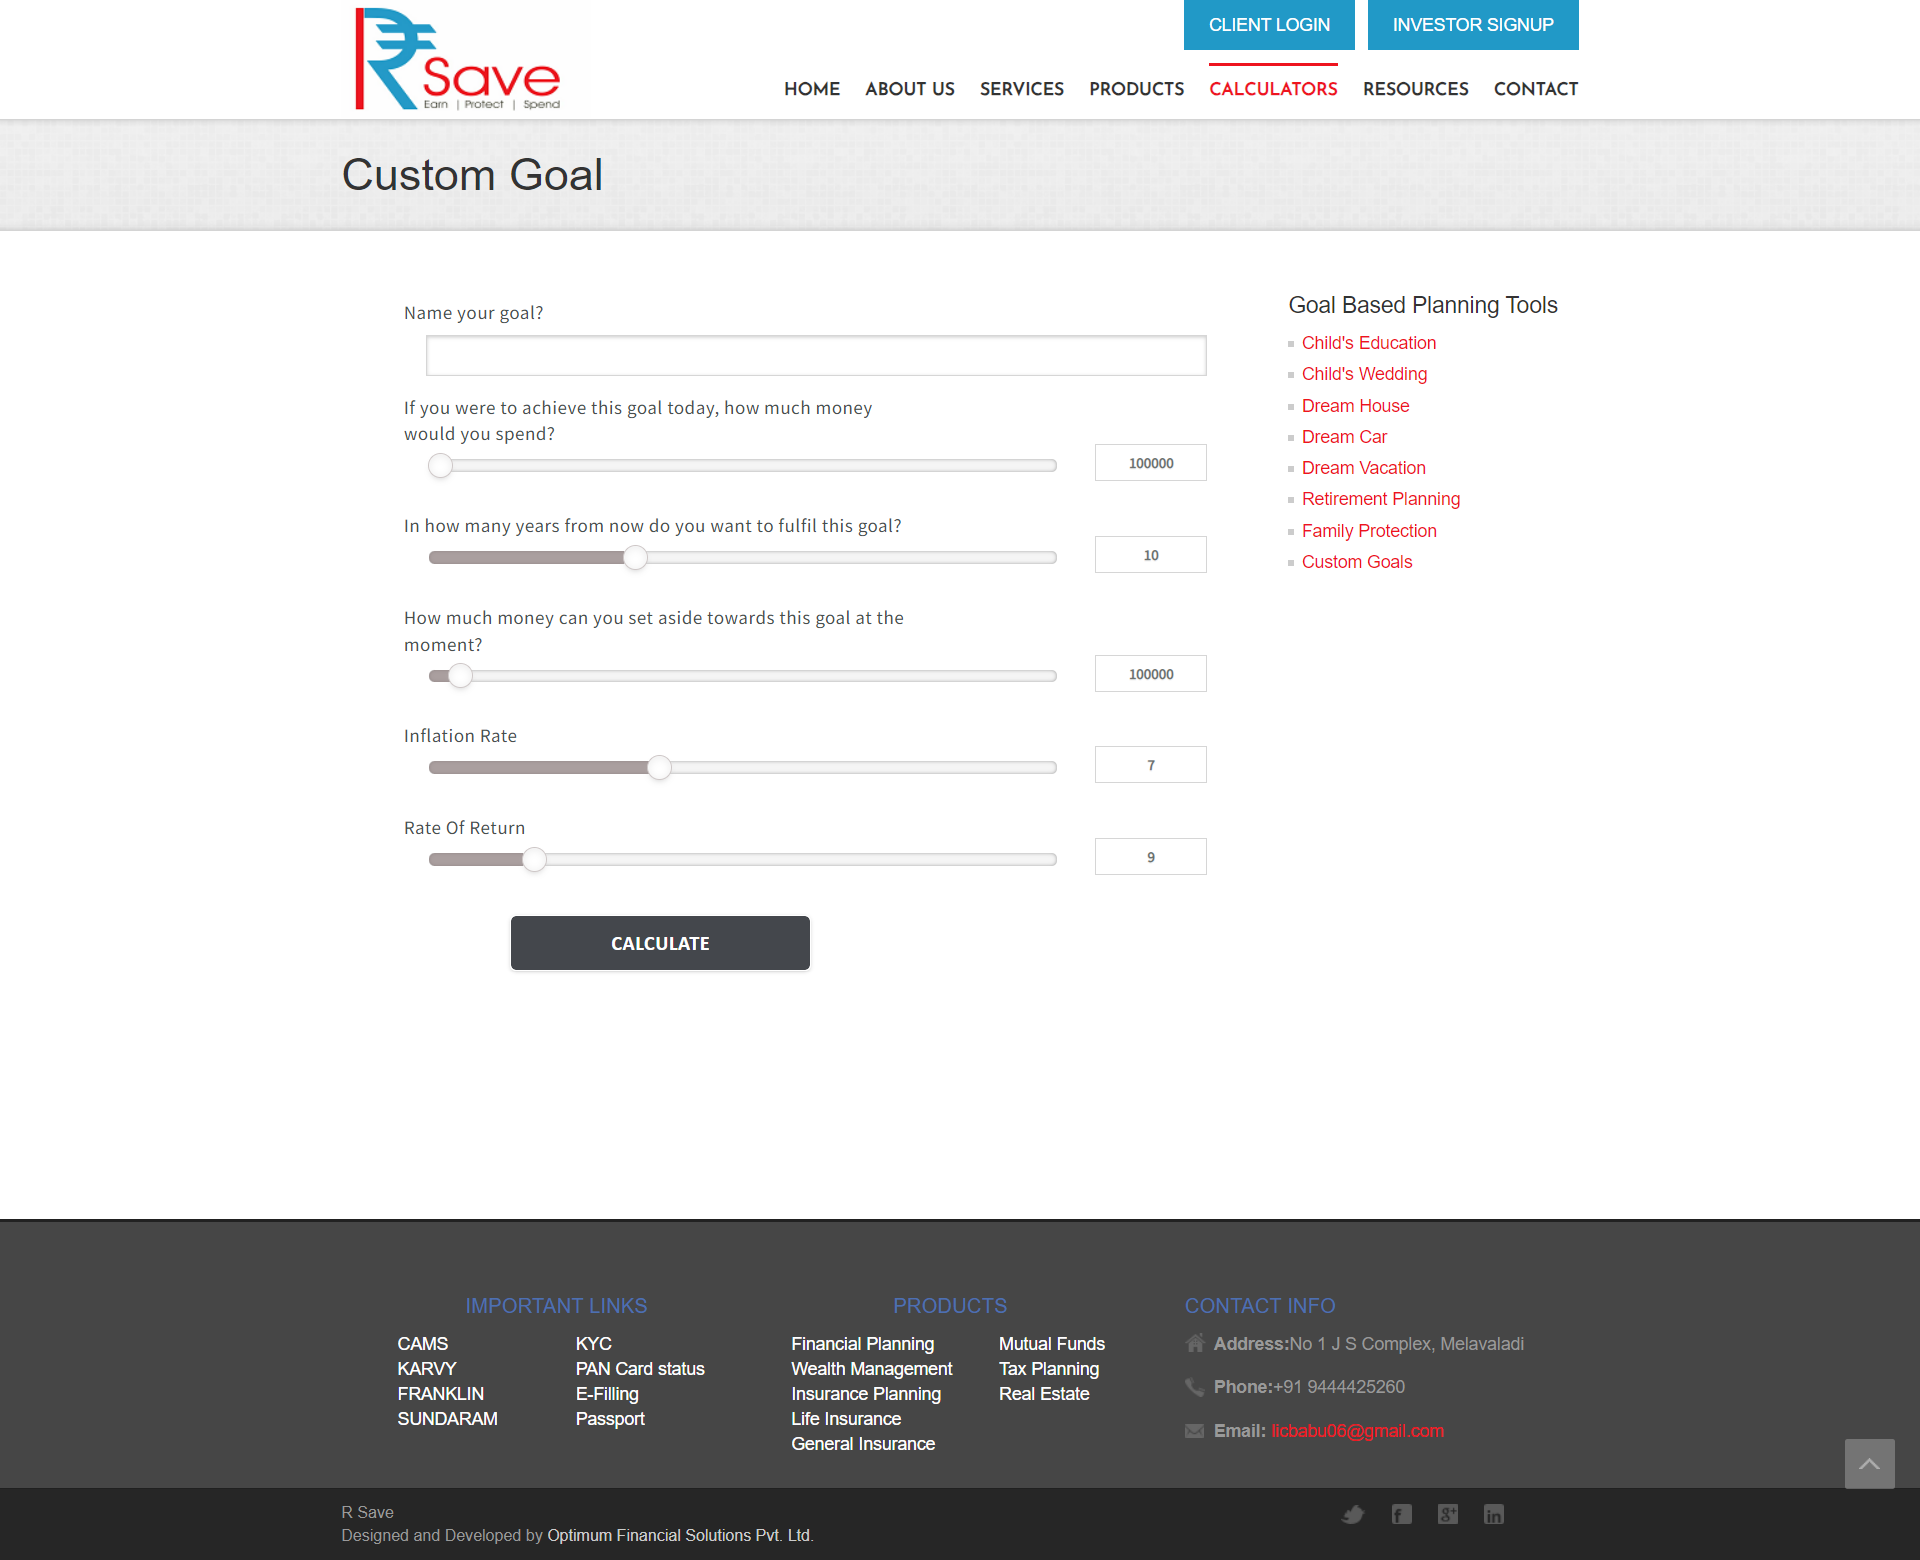 CLIENT LOGIN
INVESTOR SIGNUP
Save
Earn | Protect | Spend
HOME ABOUT US SERVICES PRODUCTS CALCULATORS RESOURCES CONTACT
Custom Goal
Name your goal?
If you were to achieve this goal today, how much money
would you spend?
100000
In how many years from now do you want to fulfil this goal?
10
How much money can you set aside towards this goal at the
moment?
100000
Inflation Rate
7
Rate Of Return
9
CALCULATE
Goal Based Planning Tools
Child's Education
Child's Wedding
Dream House
Dream Car
Dream Vacation
Retirement Planning
Family Protection
Custom Goals
IMPORTANT LINKS
CAMS
KARVY
FRANKLIN
SUNDARAM
KYC
PAN Card status
E-Filling
Passport
PRODUCTS
Financial Planning
Wealth Management
Insurance Planning
Life Insurance
General Insurance
Mutual Funds
Tax Planning
Real Estate
CONTACT INFO
Address:No 1 J S Complex, Melavaladi
Phone:+91 9444425260
Email: licbabu06@gmail.com
R Save
Designed and Developed by Optimum Financial Solutions Pvt. Ltd.